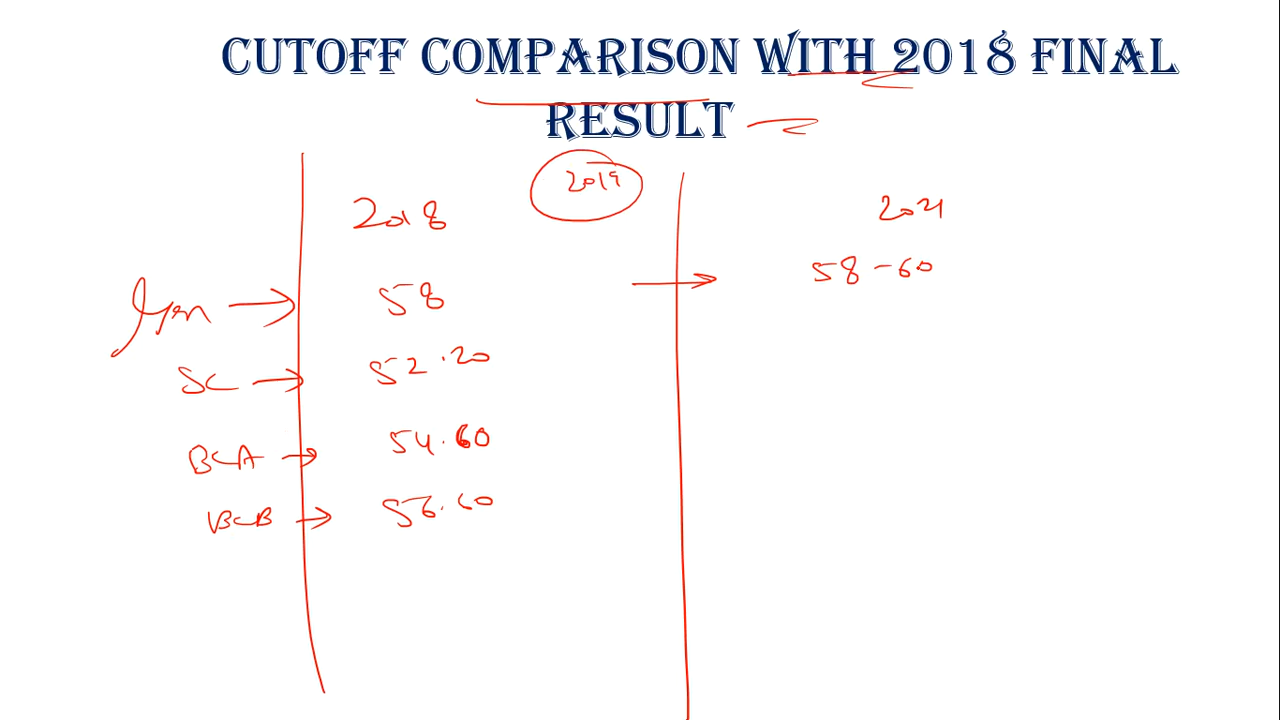 CUTOFF COMPARISON WITH 2018 FINAL
RESULT
2019
2018
2021
Gen 58 58-60
SC 52.20
BCA 54.60
BCB 56.60